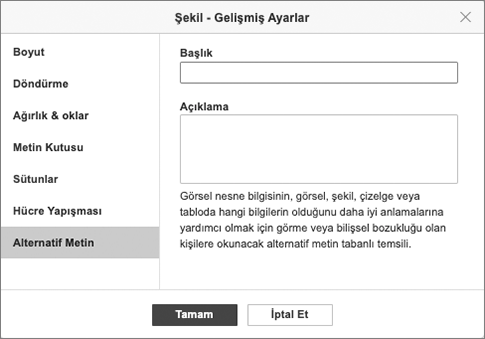 Şekil - Gelişmiş Ayarlar
Boyut
Döndürme
Ağırlık & oklar
Metin Kutusu
Sütunlar
Hücre Yapışması
Alternatif Metin
Başlık
Açıklama
Görsel nesne bilgisinin, görsel, şekil, çizelge veya
tabloda hangi bilgilerin olduğunu daha iyi anlamalarına
yardımcı olmak için görme veya bilişsel bozukluğu olan
kişilere okunacak alternatif metin tabanlı temsili.
Tamam
İptal Et